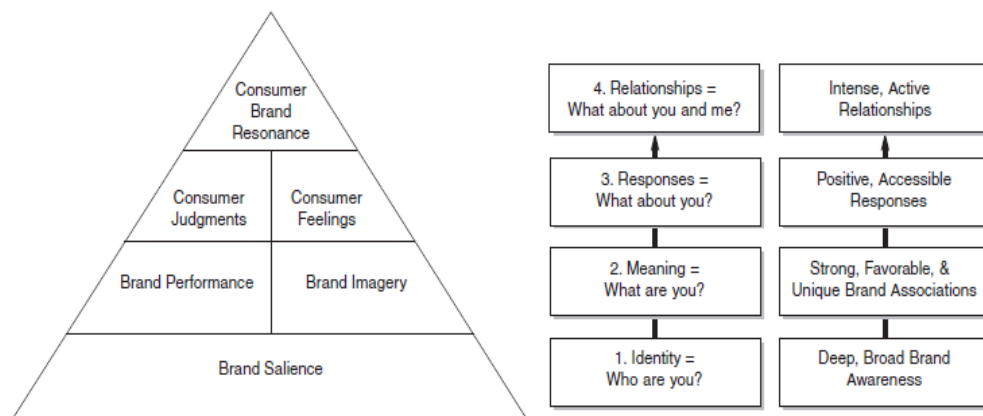 Consumer
Brand
Resonance
Consumer
Judgments
Consumer
Feelings
Brand Performance
Brand Imagery
Brand Salience
4. Relationships =
What about you and me?
3. Responses =
What about you?
2. Meaning =
What are you?
1. Identity =
Who are you?
Intense, Active
Relationships
Positive, Accessible
Responses
Strong, Favorable, &
Unique Brand Associations
Deep, Broad Brand
Awareness